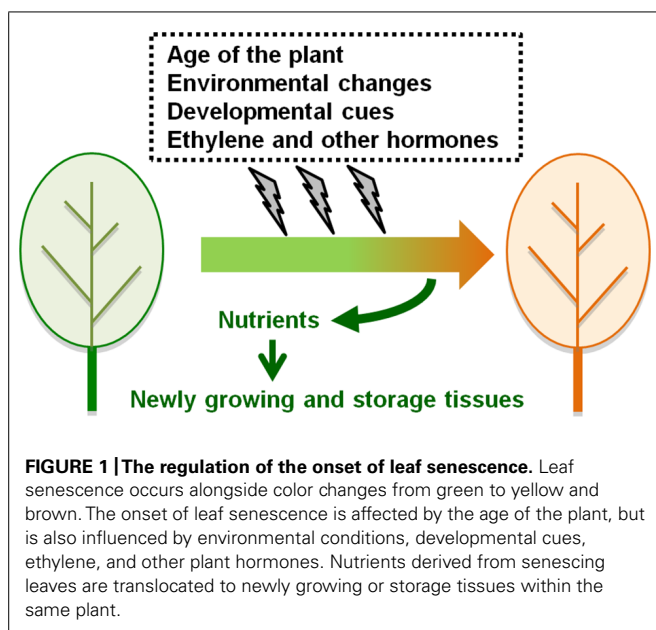 Age of the plant
Environmental changes
Developmental cues
Ethylene and other hormones
Nutrients
Newly growing and storage tissues
FIGURE 1 | The regulation of the onset of leaf senescence. Leaf
senescence occurs alongside color changes from green to yellow and
brown. The onset of leaf senescence is affected by the age of the plant, but
is also influenced by environmental conditions, developmental cues,
ethylene, and other plant hormones. Nutrients derived from senescing
leaves are translocated to newly growing or storage tissues within the
same plant.